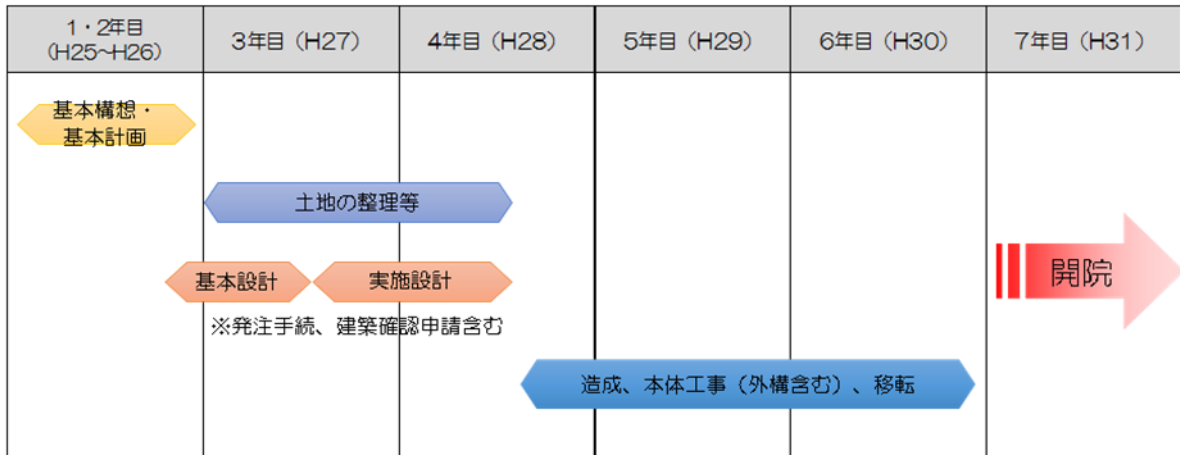 1・2年目
(H25~H26)
3年目(H27)
4年目(H28)
5年目(H29)
6年目(H30)
7年目(H31)
基本構想・
基本計画
土地の整理等
基本設計
実施設計
※発注手続、建築確認申請含む
開院
造成、本体工事(外構含む)、移転